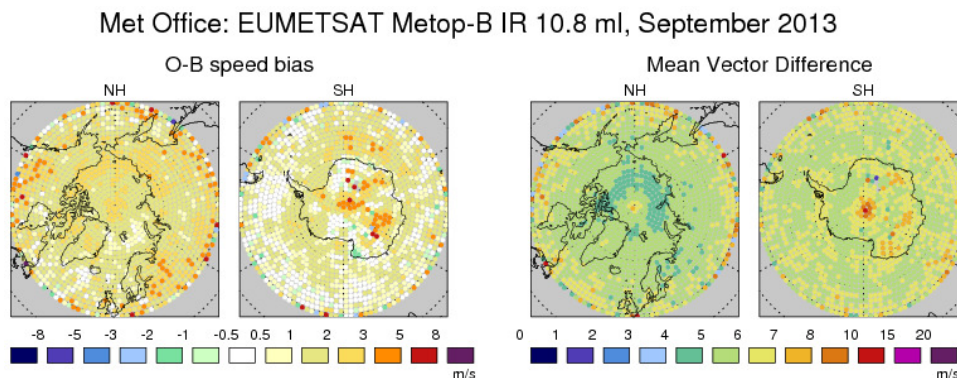 Met Office: EUMETSAT Metop-B IR 10.8 ml, September 2013
O-B speed bias
Mean Vector Difference
NH SH NH SH
-8 -5 -3 -2 -1 -0.5 0.5 1 2 3 5 8
0 1 2 3 4 5 6 7 8 10 15 20
m/s m/s